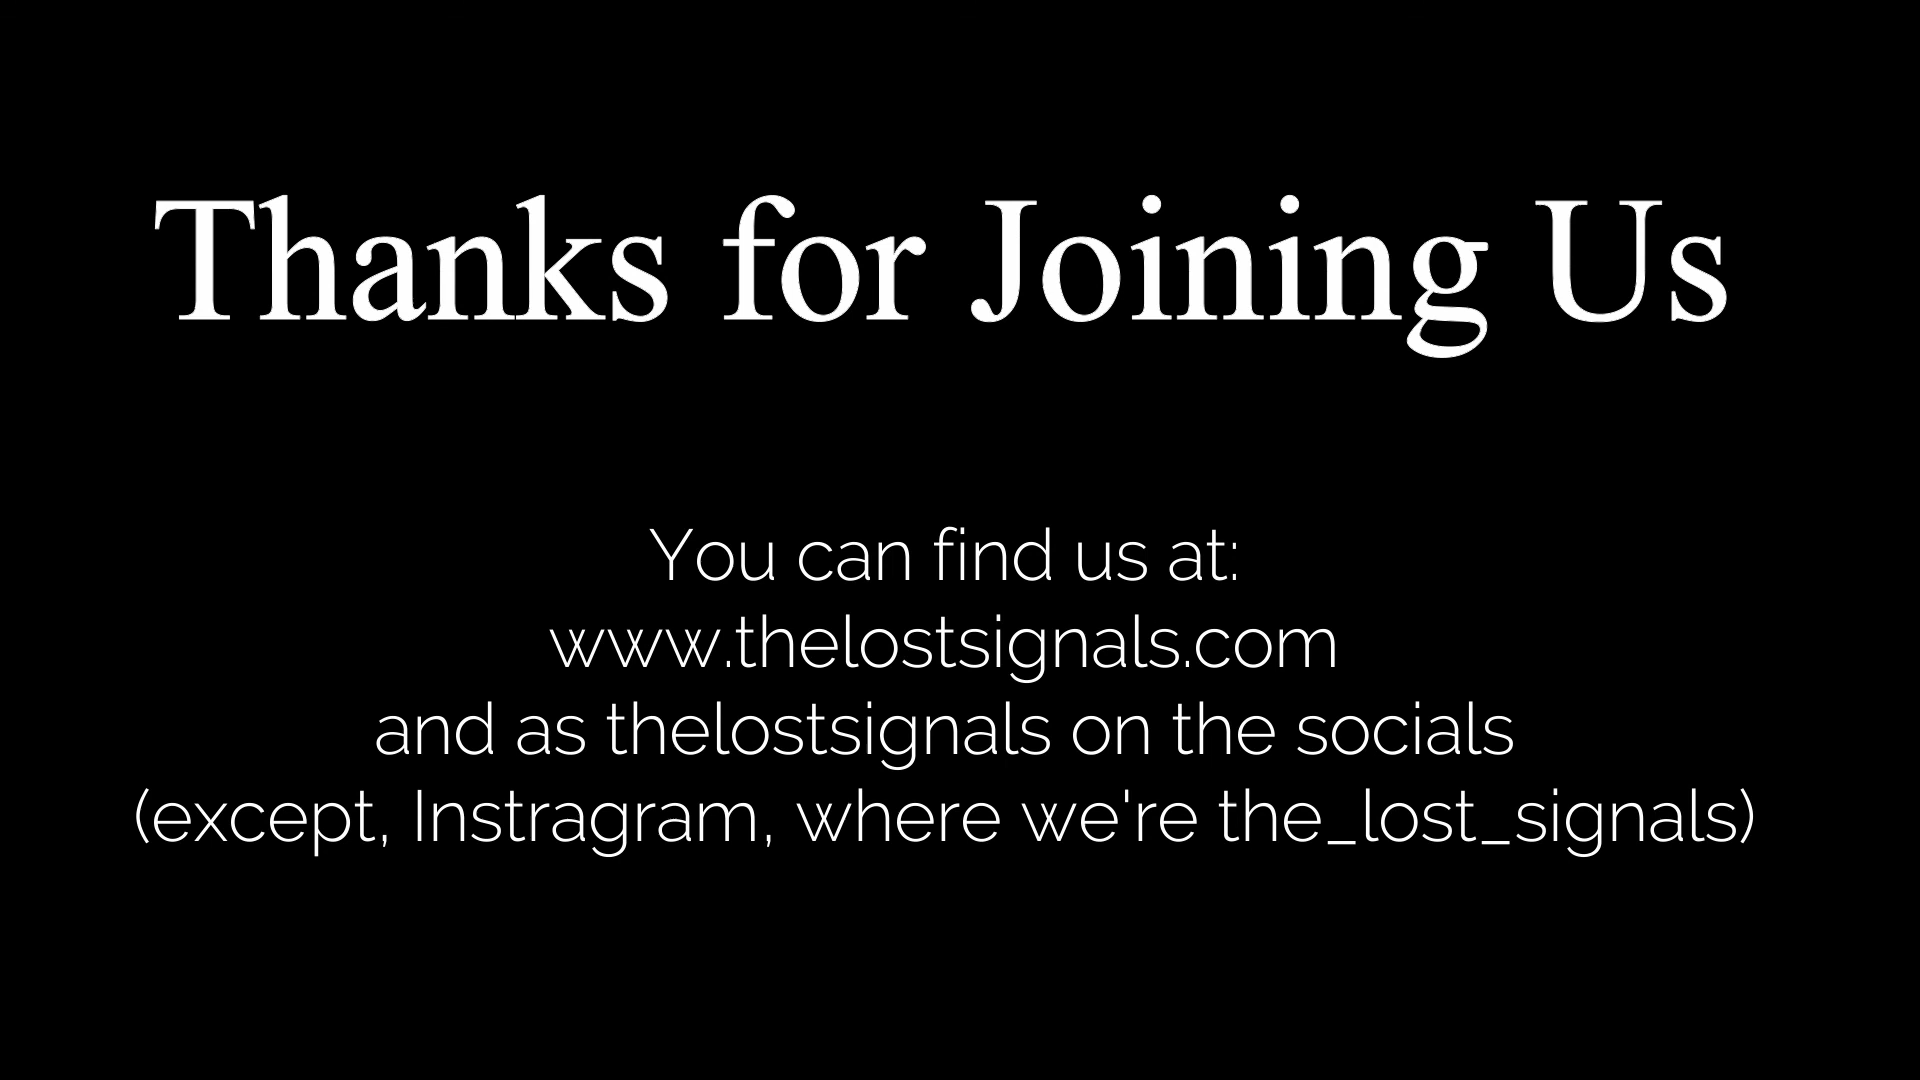 Thanks for Joining Us
You can find us at:
www.thelostsignals.com
and as thelostsignals on the socials
(except, Instragram, where we're the_lost_signals)